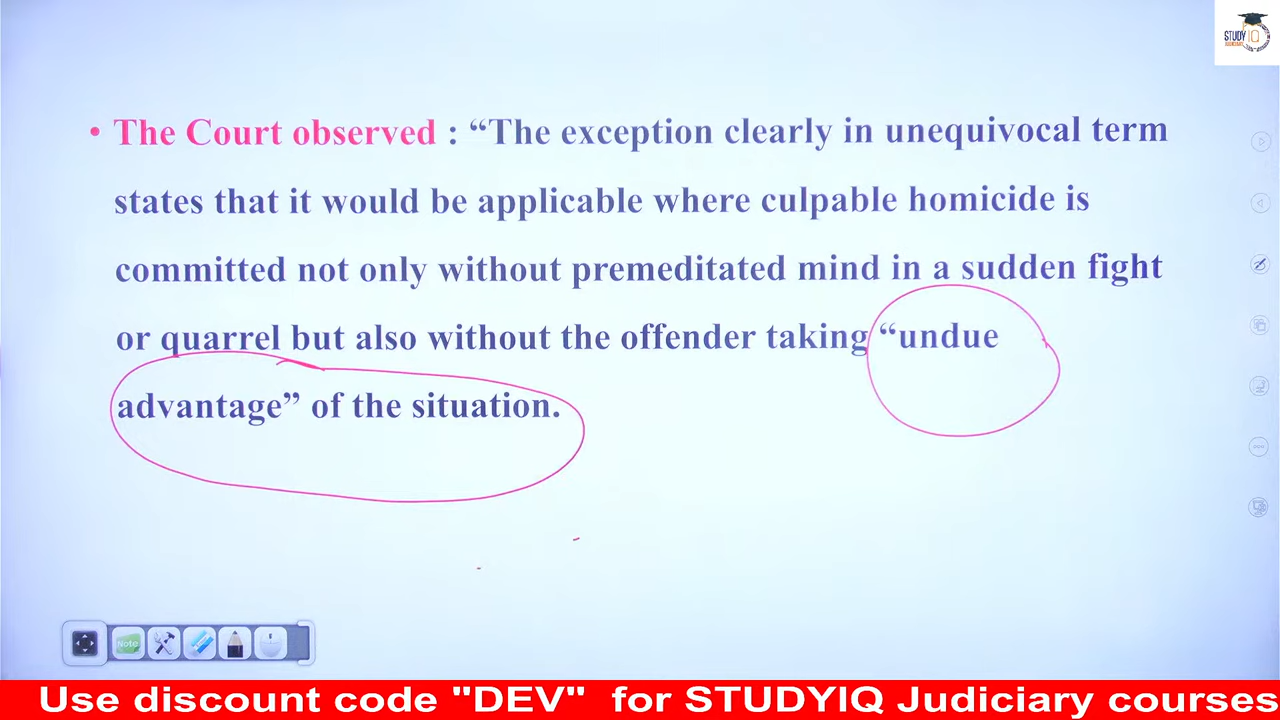 STUDY IQ
JUDICIARY
• The Court observed : “The exception clearly in unequivocal term
states that it would be applicable where culpable homicide is
committed not only without premeditated mind in a sudden fight
or quarrel but also without the offender taking “undue
advantage” of the situation.
Note
Use discount code "DEV" for STUDYIQ Judiciary courses